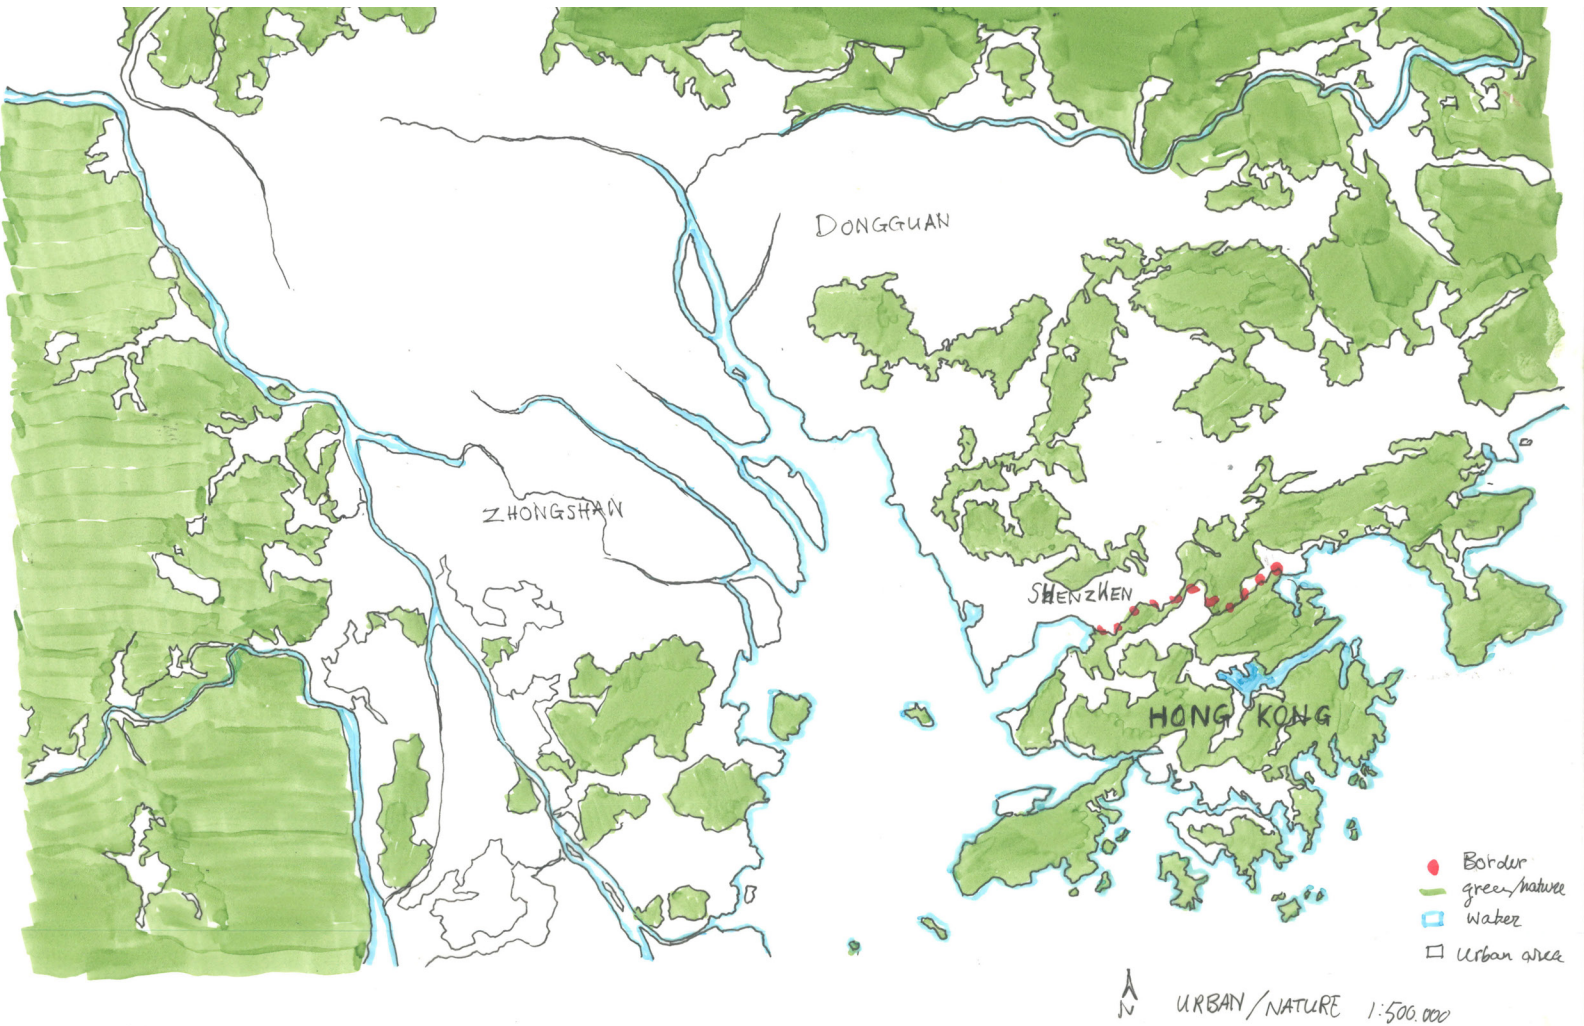 DONGGUAN
ZHONGSHAN
SHENZHEN
HONG KONG
Border
green/nature
water
Urban area
N
URBAN/NATURE 1:500.000